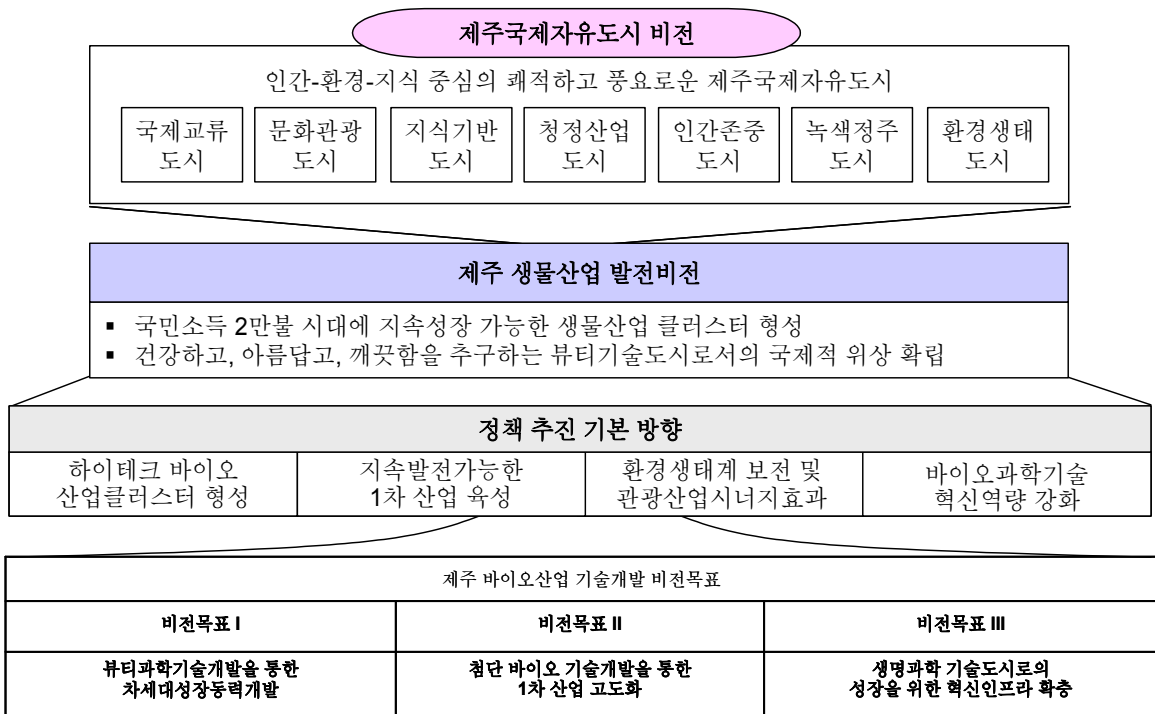 제주국제자유도시 비전
인간-환경-지식 중심의 쾌적하고 풍요로운 제주국제자유도시
국제교류
도시
문화관광
도시
지식기반
도시
청정산업
도시
인간존중
도시
녹색정주
도시
환경생태
도시
제주 생물산업 발전비전
▪ 국민소득 2만불 시대에 지속성장 가능한 생물산업 클러스터 형성
▪ 건강하고, 아름답고, 깨끗함을 추구하는 뷰티기술도시로서의 국제적 위상 확립
정책 추진 기본 방향
하이테크 바이오
산업클러스터 형성
지속발전가능한
1차 산업 육성
환경생태계 보전 및
관광산업시너지효과
바이오과학기술
혁신역량 강화
제주 바이오산업 기술개발 비전목표
비전목표 I
비전목표 II
비전목표 III
뷰티과학기술개발을 통한
차세대성장동력개발
첨단 바이오 기술개발을 통한
1차 산업 고도화
생명과학 기술도시로의
성장을 위한 혁신인프라 확충